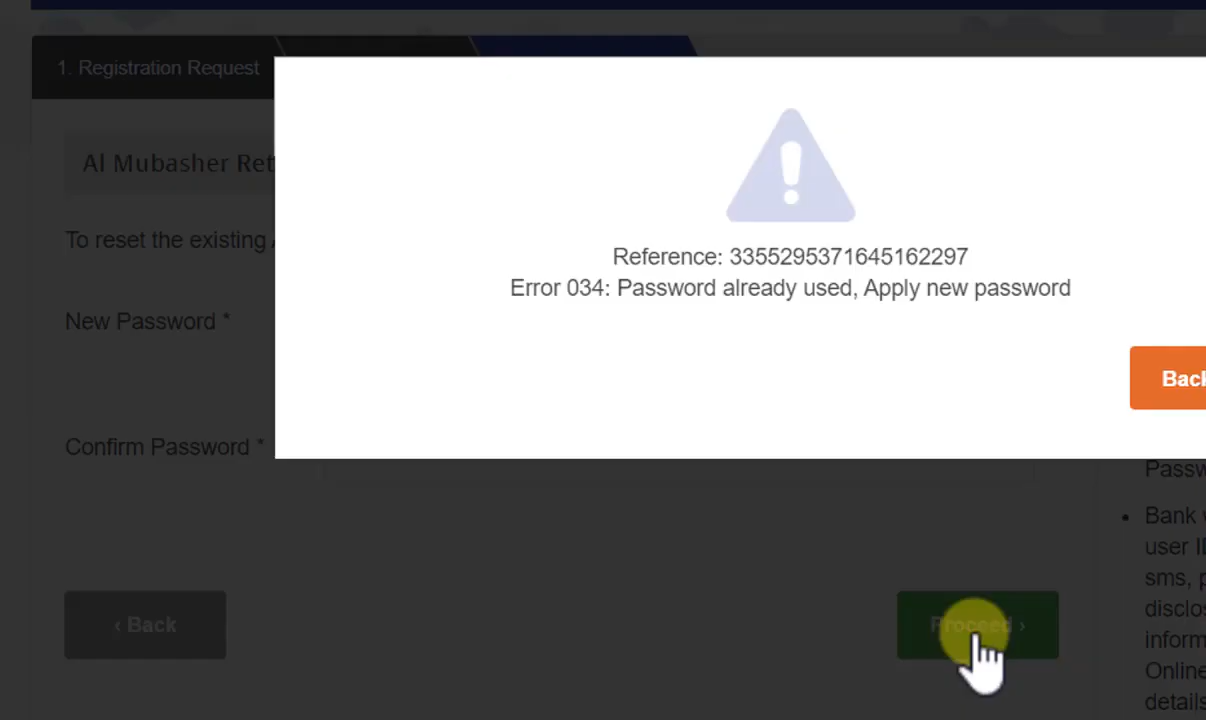 1. Registration Request
Al Mubasher Ret
To reset the existing
New Password *
Confirm Password *
Reference: 3355295371645162297
Error 034: Password already used, Apply new password
Back
‹ Back
Proceed ›
Passw
• Bank
user I
sms,
disclos
inform
Online
details